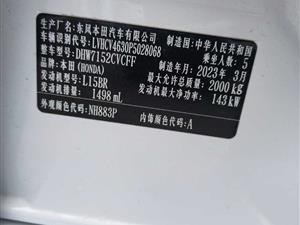 东风本田汽车有限公司 制造国:中华人民共和国
车辆识别代号:LVHCV4630P5028068 乘坐人数:5
整车型号:DHW7152CVCFF 制造年月:2023年 3月
品牌:本田 (HONDA) 最大允许总质量:2000 kg
发动机型号:L15BR 发动机最大净功率:143 kW
发动机排量:1498 mL
外观颜色代码:NH883P 内饰颜色代码:A